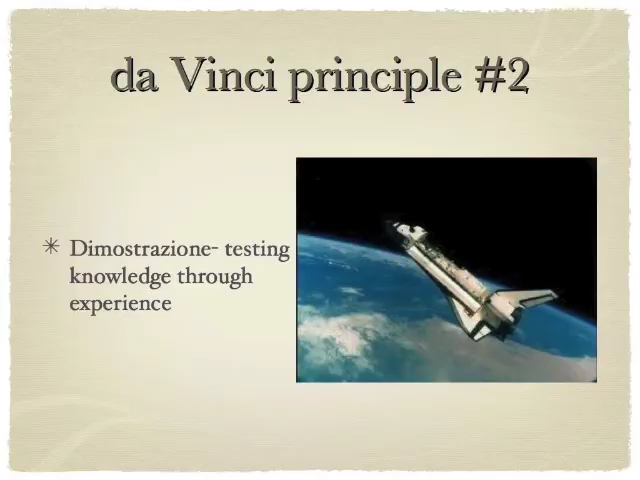 da Vinci principle #2
Dimostrazione- testing
knowledge through
experience